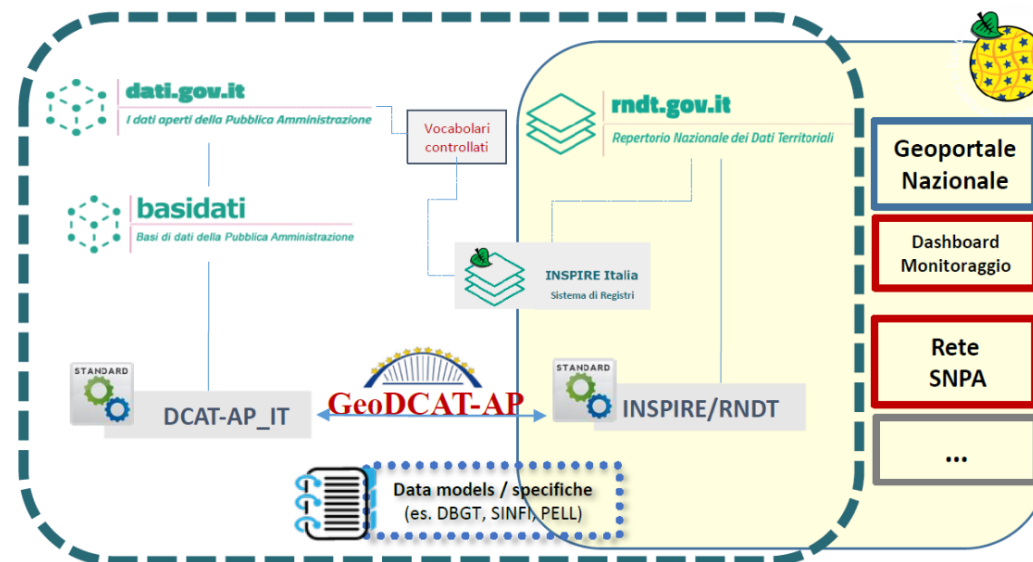 dati.gov.it
I dati aperti della Pubblica Amministrazione
Vocabolari
controllati
rndt.gov.it
Repertorio Nazionale dei Dati Territoriali
Geoportale
Nazionale
basidati
Basi di dati della Pubblica Amministrazione
Dashboard
Monitoraggio
INSPIRE Italia
Sistema di Registri
Rete
SNPA
STANDARD
DCAT-AP_IT
GeoDCAT-AP
STANDARD
INSPIRE/RNDT
...
Data models / specifiche
(es. DBGT, SINFI, PELL)